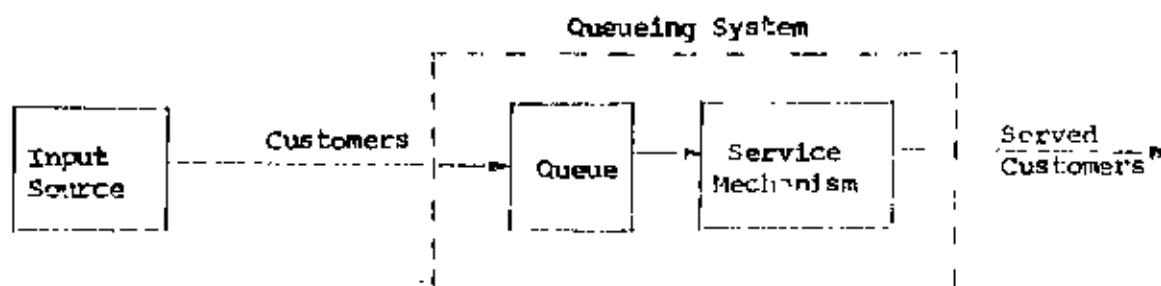 Queueing System
Input
Source
Customers
Queue
Service
Mechanism
Served
Customers